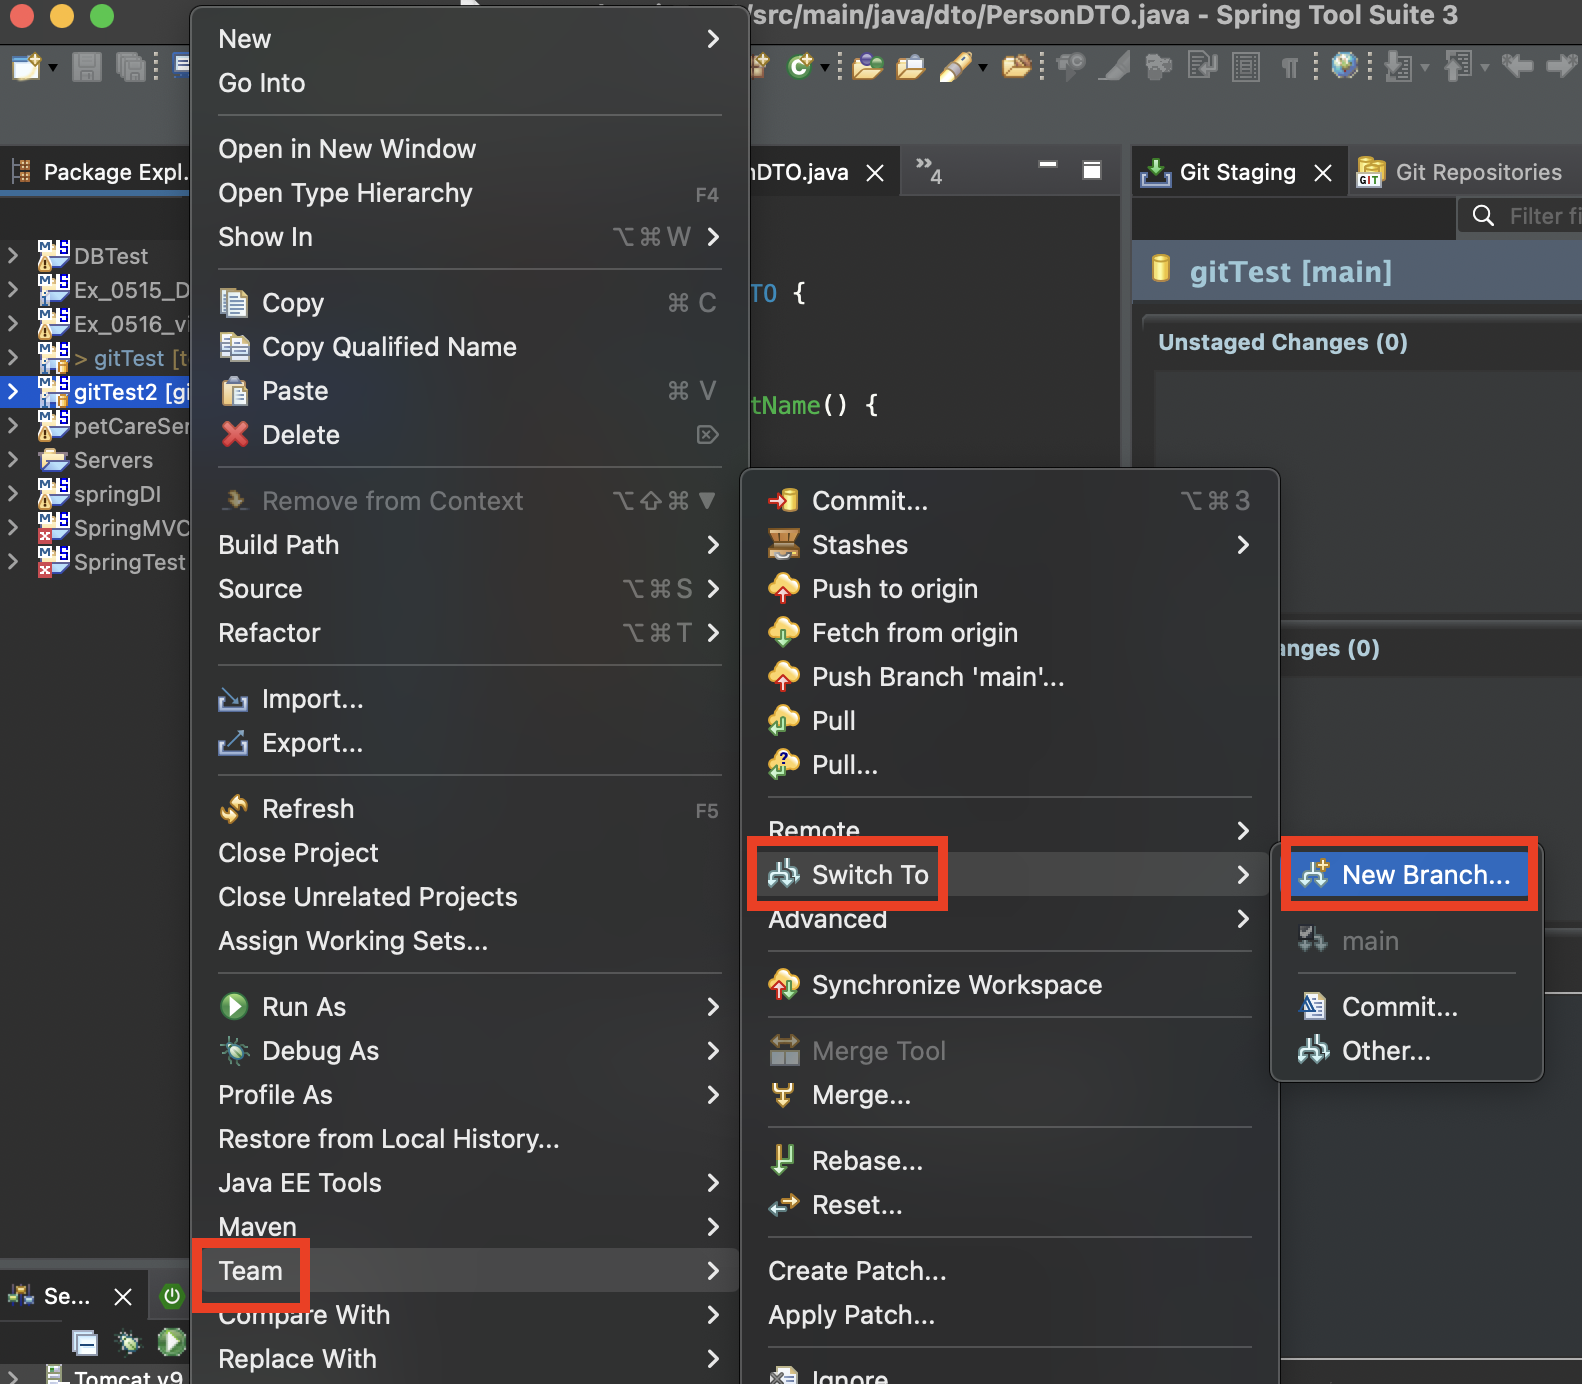 /src/main/java/dto/PersonDTO.java - Spring Tool Suite 3
Package Expl.
DBTest
Ex_0515_D
Ex_0516_vi
> gitTest [t
gitTest2 [gi
petCareSer
Servers
springDI
SpringMVC
SpringTest
New
Go Into
Open in New Window
Open Type Hierarchy F4
Show In ⌥⌘W
Copy ⌘C
Copy Qualified Name
Paste ⌘V
Delete ⌦
Remove from Context ⌥⇧⌘▼
Build Path
Source ⌥⌘S
Refactor ⌥⌘T
Import...
Export...
Refresh F5
Close Project
Close Unrelated Projects
Assign Working Sets...
Run As
Debug As
Profile As
Restore from Local History...
Java EE Tools
Maven
Team
Compare With
Replace With
nDTO.java
»4
TO {
tName() {
Git Staging
GIT Git Repositories
Filter fi
gitTest [main]
Unstaged Changes (0)
anges (0)
Commit... ⌥⌘3
Stashes
Push to origin
Fetch from origin
Push Branch 'main'...
Pull
Pull...
Remote
Switch To
Advanced
Synchronize Workspace
Merge Tool
Merge...
Rebase...
Reset...
Create Patch...
Apply Patch...
Ignore
New Branch...
main
Commit...
Other...
Se...
Tomcat v9